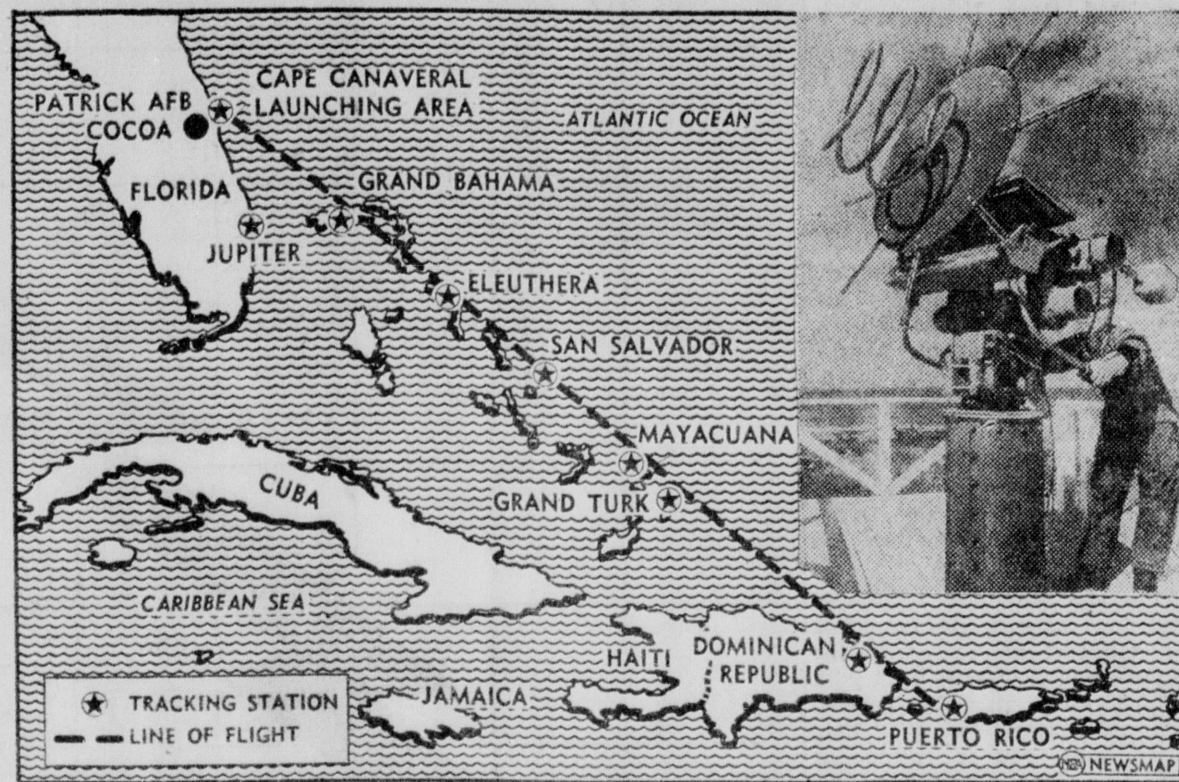 CAPE CANAVERAL
LAUNCHING AREA
PATRICK AFB
COCOA
ATLANTIC OCEAN
FLORIDA
GRAND BAHAMA
JUPITER
ELEUTHERA
SAN SALVADOR
MAYACUANA
CUBA
GRAND TURK
CARIBBEAN SEA
HAITI
DOMINICAN
REPUBLIC
JAMAICA
TRACKING STATION
LINE OF FLIGHT
PUERTO RICO
NEA NEWSMAP